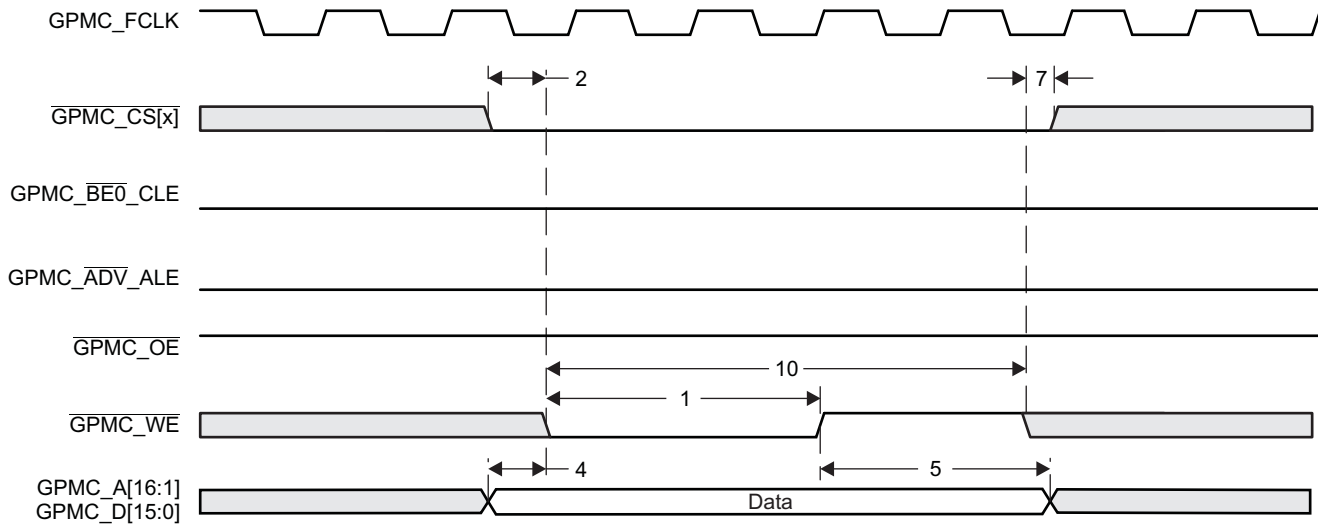 GPMC_FCLK
2
7
GPMC_CS[x]
GPMC_BE0_CLE
GPMC_ADV_ALE
GPMC_OE
10
1
GPMC_WE
4
5
GPMC_A[16:1]
GPMC_D[15:0]
Data